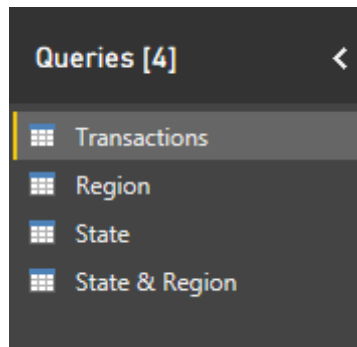 Queries [4]
Transactions
Region
State
State & Region